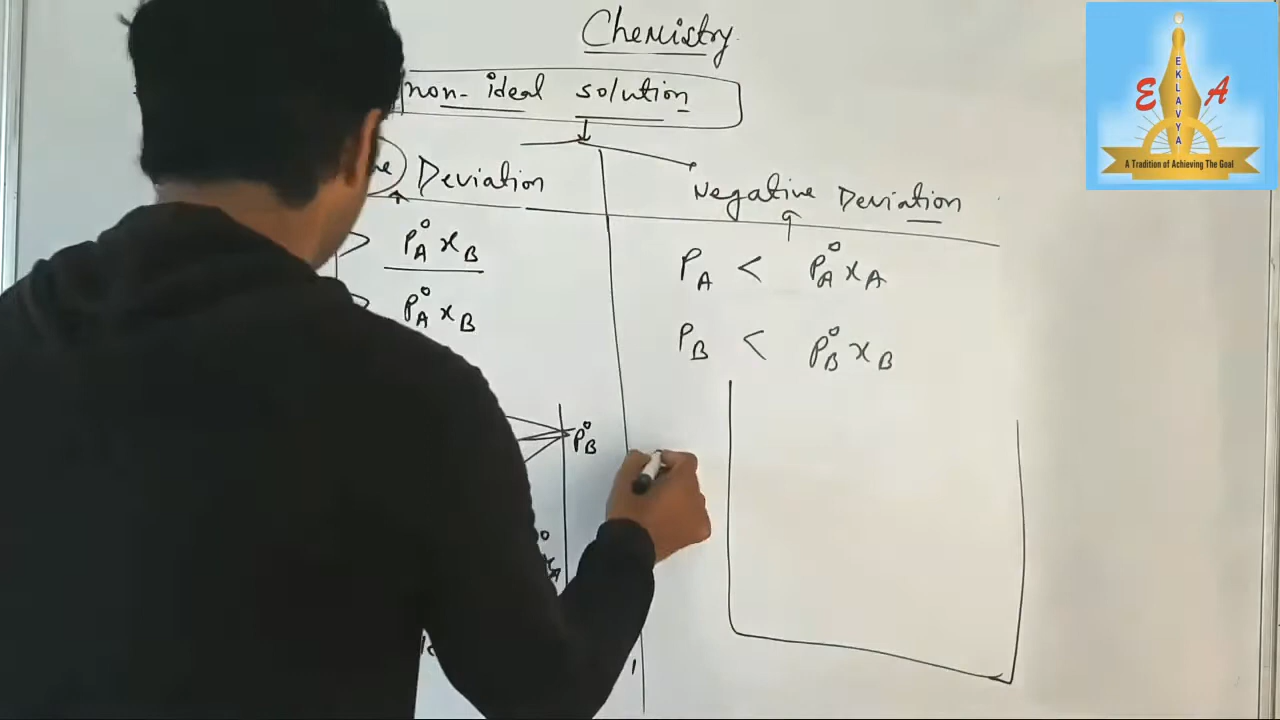 Chemistry
non-ideal solution
ve Deviation
> P°A xB
> P°A xB
P°B
Negative Deviation
PA < P°A xA
PB < P°B xB
E EKLAVYA A
A Tradition of Achieving The Goal